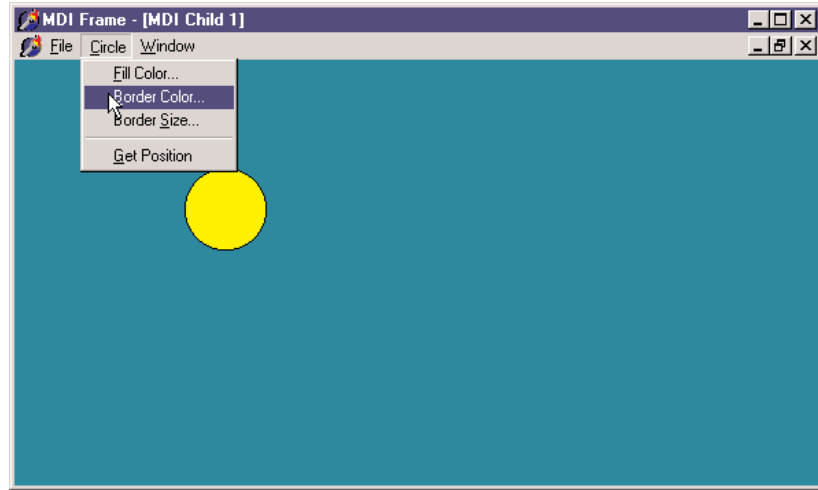 MDI Frame - [MDI Child 1]
File Circle Window
Fill Color...
Border Color...
Border Size...
Get Position